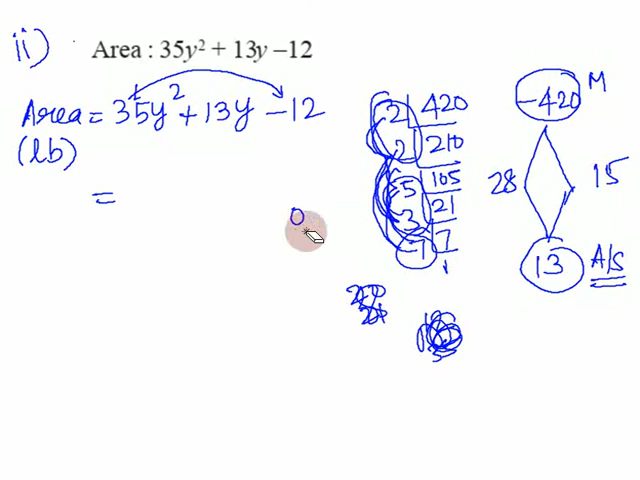 ii) Area : 35y² + 13y –12
Area = 35y² + 13y – 12
(lb)
=
2 | 420
2 | 210
5 | 105
3 | 21
7 | 7
1
–420 M
28 15
13 A/S
0